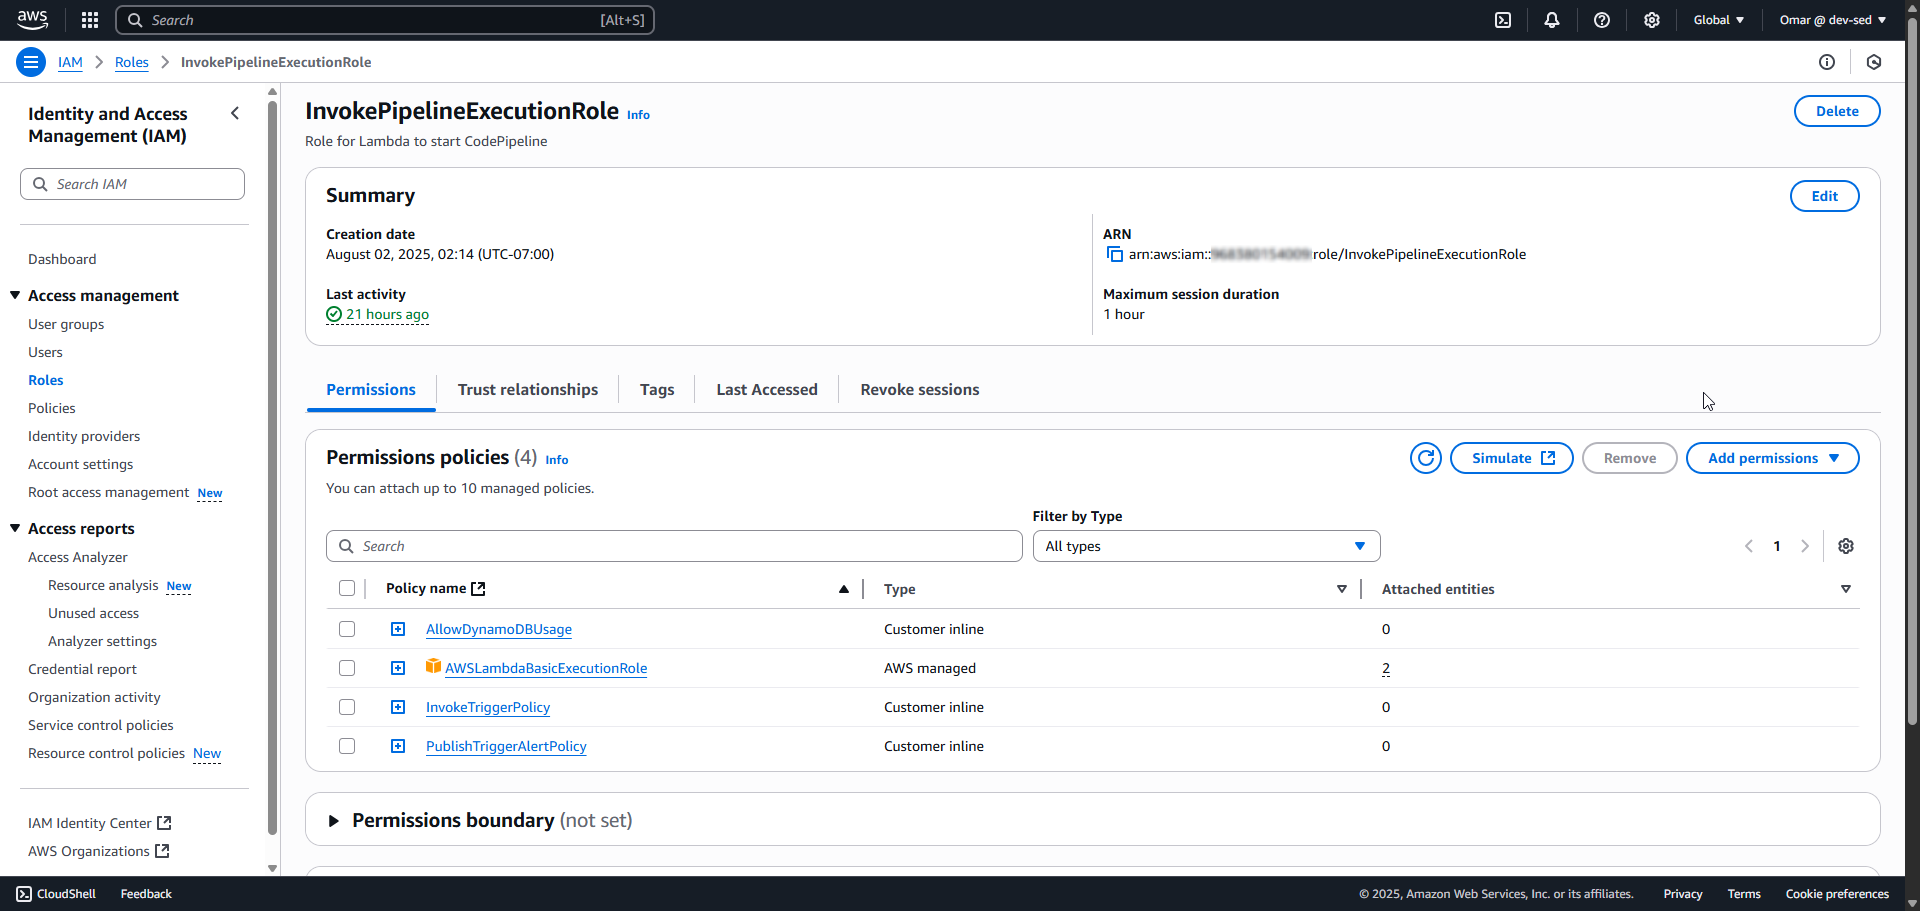 aws
Search [Alt+S]
Global
Omar @ dev-sed
IAM > Roles > InvokePipelineExecutionRole
Identity and Access
Management (IAM)
Search IAM
Dashboard
Access management
User groups
Users
Roles
Policies
Identity providers
Account settings
Root access management New
Access reports
Access Analyzer
Resource analysis New
Unused access
Analyzer settings
Credential report
Organization activity
Service control policies
Resource control policies New
IAM Identity Center
AWS Organizations
InvokePipelineExecutionRole Info
Delete
Role for Lambda to start CodePipeline
Summary
Edit
Creation date
August 02, 2025, 02:14 (UTC-07:00)
ARN
arn:aws:iam:: role/InvokePipelineExecutionRole
Last activity
21 hours ago
Maximum session duration
1 hour
Permissions
Trust relationships
Tags
Last Accessed
Revoke sessions
Permissions policies (4) Info
Simulate
Remove
Add permissions
You can attach up to 10 managed policies.
Filter by Type
Search
All types
1
Policy name Type Attached entities
AllowDynamoDBUsage Customer inline 0
AWSLambdaBasicExecutionRole AWS managed 2
InvokeTriggerPolicy Customer inline 0
PublishTriggerAlertPolicy Customer inline 0
Permissions boundary (not set)
CloudShell Feedback
© 2025, Amazon Web Services, Inc. or its affiliates. Privacy Terms Cookie preferences